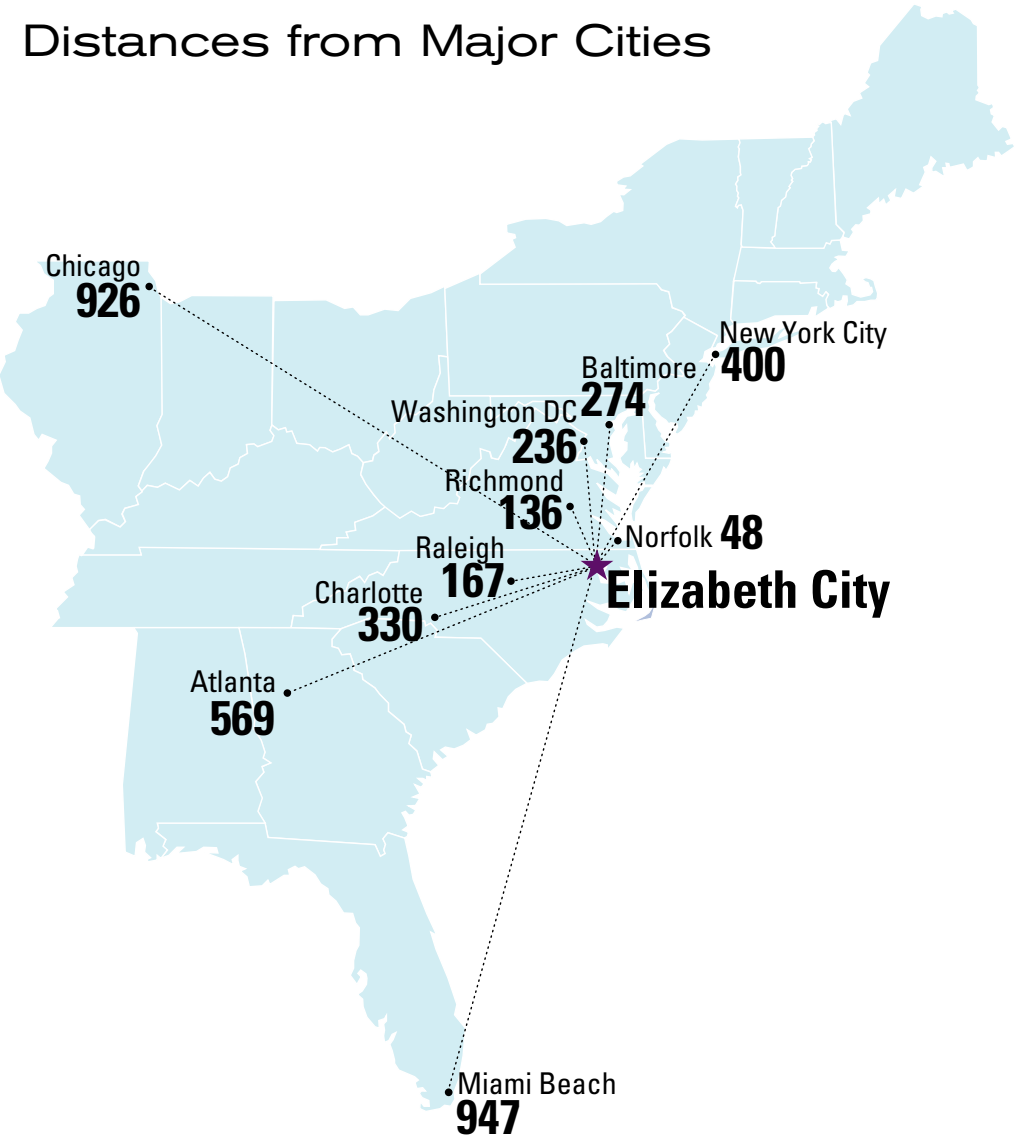 Distances from Major Cities
Chicago
926
New York City
400
Baltimore
274
Washington DC
236
Richmond
136
Norfolk 48
Raleigh
167
Elizabeth City
Charlotte
330
Atlanta
569
Miami Beach
947